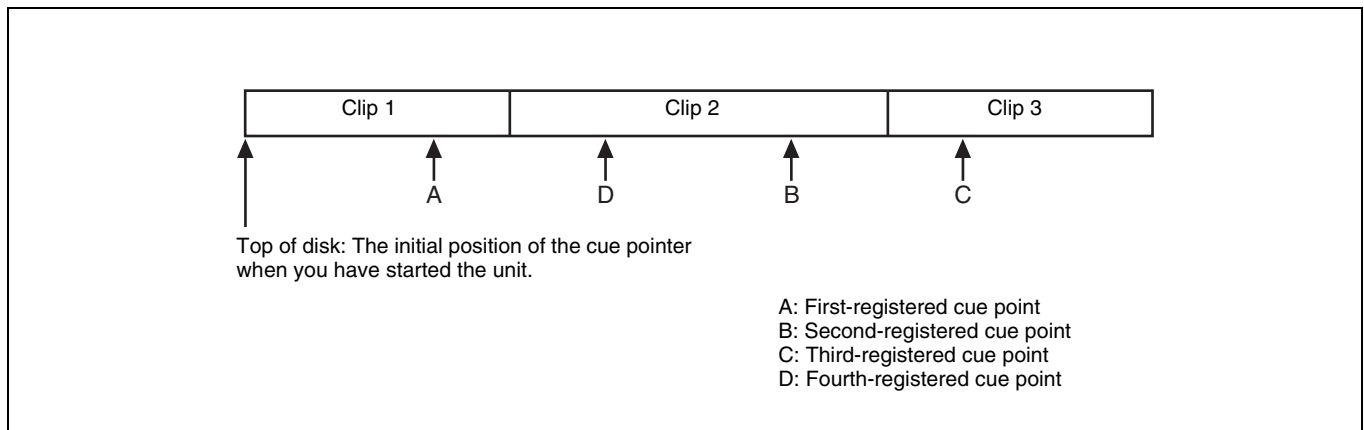 Clip 1
Clip 2
Clip 3
A
D
B
C
Top of disk: The initial position of the cue pointer
when you have started the unit.
A: First-registered cue point
B: Second-registered cue point
C: Third-registered cue point
D: Fourth-registered cue point